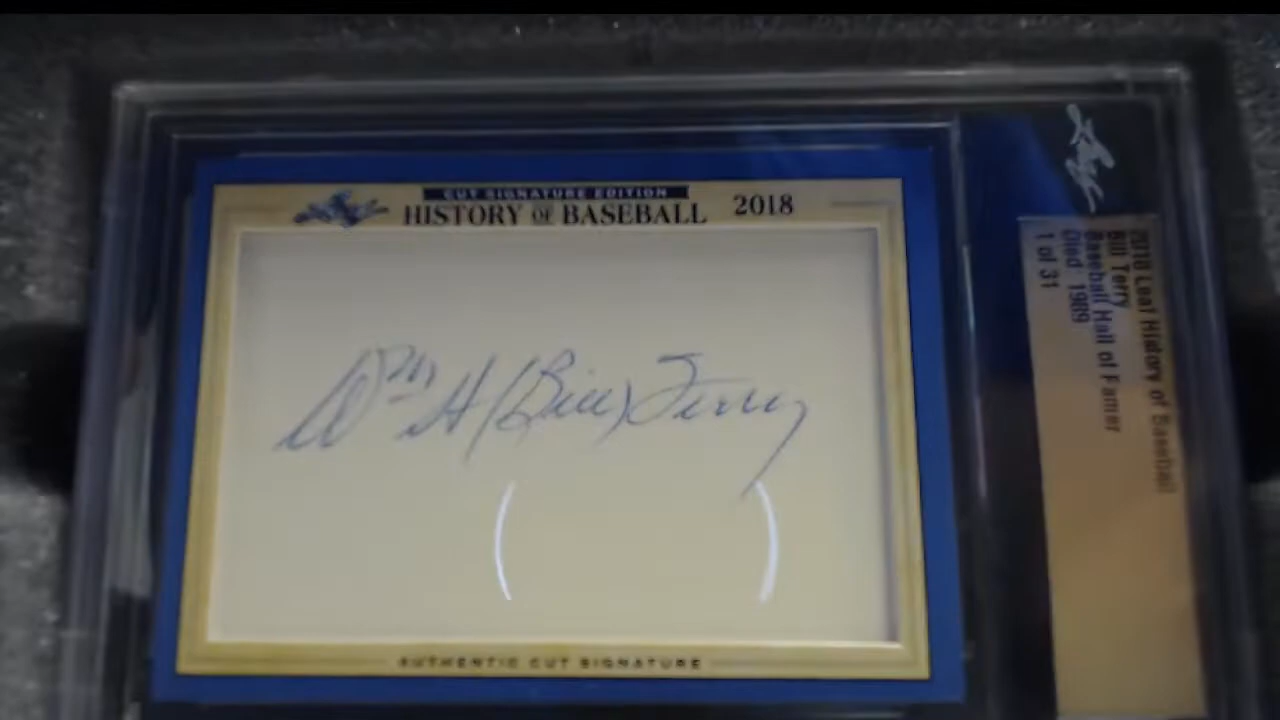 CUT SIGNATURE EDITION
HISTORY OF BASEBALL 2018
Wm H (Bill) Terry
AUTHENTIC CUT SIGNATURE
Leaf
2018 Leaf History of Baseball
Bill Terry
Baseball Hall of Famer
Died : 1989
1 of 31